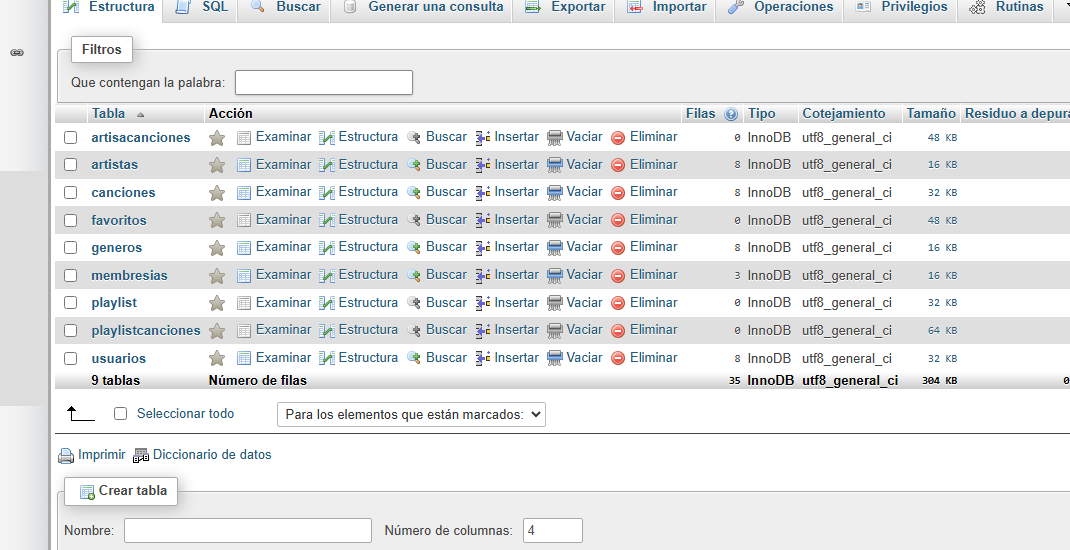 Estructura SQL Buscar Generar una consulta Exportar Importar Operaciones Privilegios Rutinas
Filtros
Que contengan la palabra:
Tabla Acción Filas Tipo Cotejamiento Tamaño Residuo a depura
artisacanciones Examinar Estructura Buscar Insertar Vaciar Eliminar 0 InnoDB utf8_general_ci 48 KB
artistas Examinar Estructura Buscar Insertar Vaciar Eliminar 8 InnoDB utf8_general_ci 16 KB
canciones Examinar Estructura Buscar Insertar Vaciar Eliminar 8 InnoDB utf8_general_ci 32 KB
favoritos Examinar Estructura Buscar Insertar Vaciar Eliminar 0 InnoDB utf8_general_ci 48 KB
generos Examinar Estructura Buscar Insertar Vaciar Eliminar 8 InnoDB utf8_general_ci 16 KB
membresias Examinar Estructura Buscar Insertar Vaciar Eliminar 3 InnoDB utf8_general_ci 16 KB
playlist Examinar Estructura Buscar Insertar Vaciar Eliminar 0 InnoDB utf8_general_ci 32 KB
playlistcanciones Examinar Estructura Buscar Insertar Vaciar Eliminar 0 InnoDB utf8_general_ci 64 KB
usuarios Examinar Estructura Buscar Insertar Vaciar Eliminar 8 InnoDB utf8_general_ci 32 KB
9 tablas Número de filas 35 InnoDB utf8_general_ci 304 KB 0
Seleccionar todo Para los elementos que están marcados:
Imprimir Diccionario de datos
Crear tabla
Nombre: Número de columnas: 4